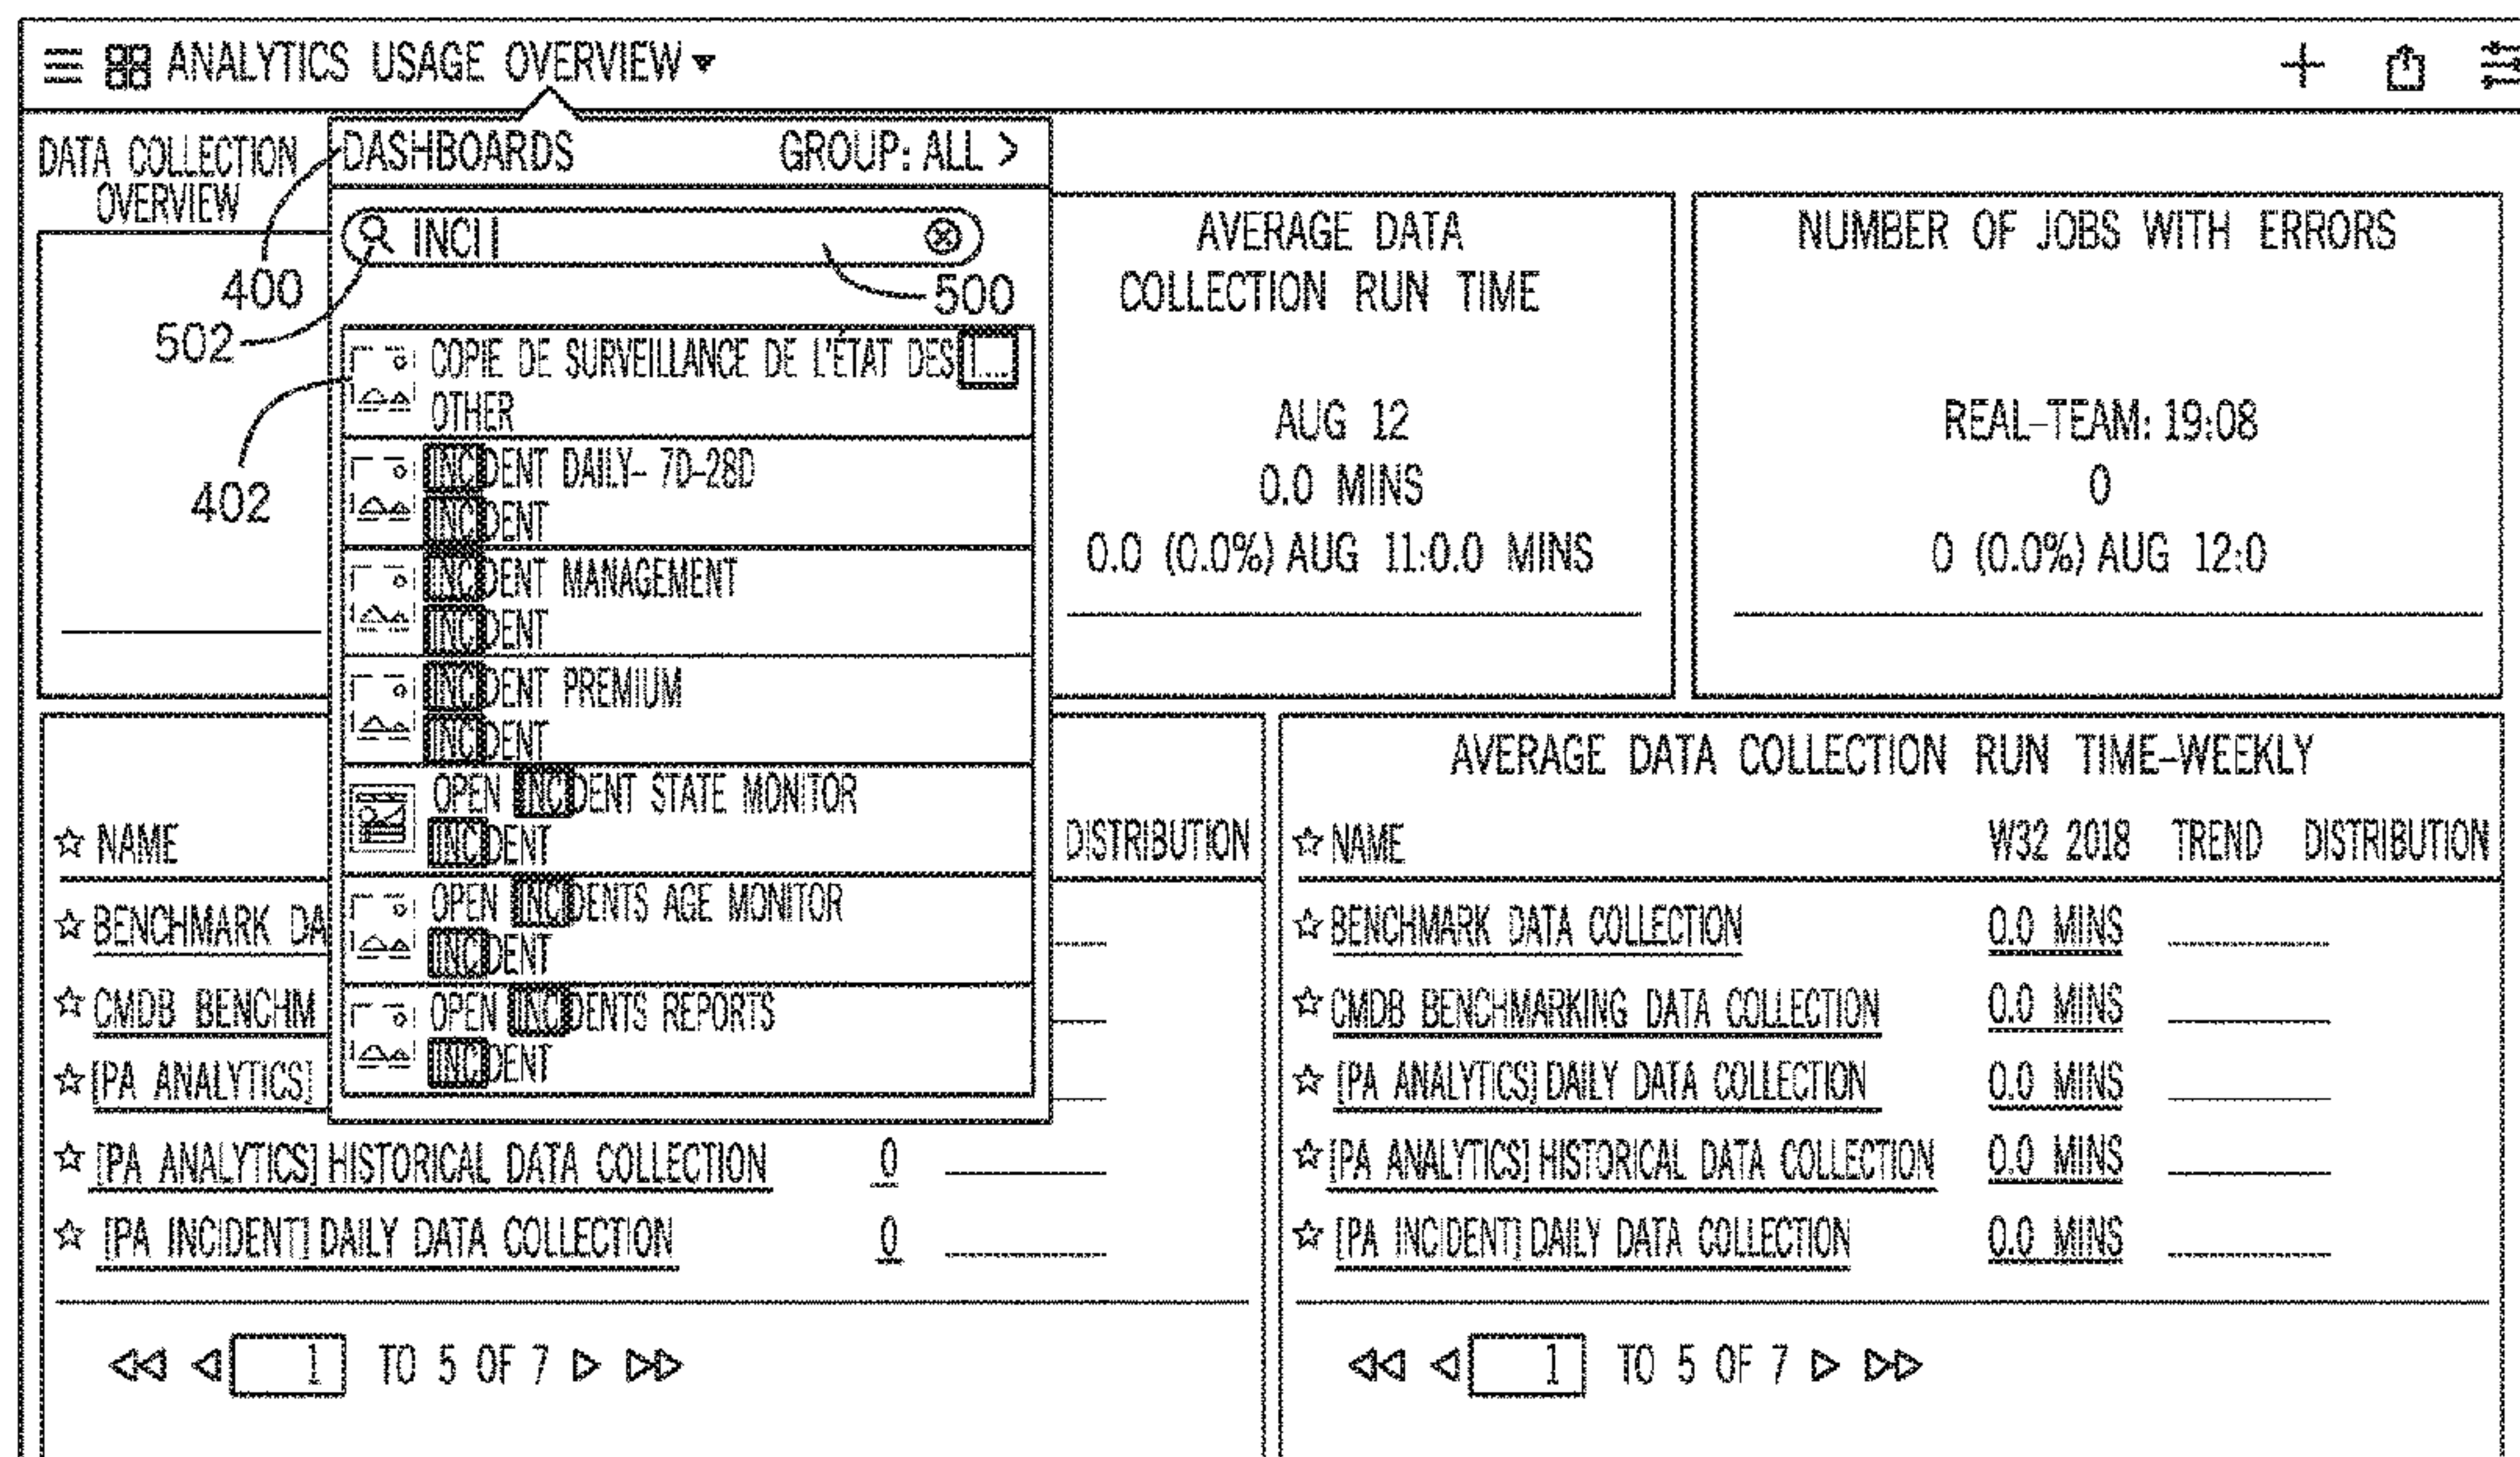 ANALYTICS USAGE OVERVIEW
DATA COLLECTION
OVERVIEW
400
502
402
DASHBOARDS GROUP: ALL >
INCI
500
COPIE DE SURVEILLANCE DE L'ÉTAT DES I...
OTHER
INCIDENT DAILY- 7D-28D
INCIDENT
INCIDENT MANAGEMENT
INCIDENT
INCIDENT PREMIUM
INCIDENT
OPEN INCIDENT STATE MONITOR
INCIDENT
OPEN INCIDENTS AGE MONITOR
INCIDENT
OPEN INCIDENTS REPORTS
INCIDENT
AVERAGE DATA
COLLECTION RUN TIME
AUG 12
0.0 MINS
0.0 (0.0%) AUG 11:0.0 MINS
NUMBER OF JOBS WITH ERRORS
REAL-TEAM: 19:08
0
0 (0.0%) AUG 12:0
NAME DISTRIBUTION
BENCHMARK DA
CMDB BENCHM
[PA ANALYTICS]
[PA ANALYTICS] HISTORICAL DATA COLLECTION 0
[PA INCIDENT] DAILY DATA COLLECTION 0
1 TO 5 OF 7
AVERAGE DATA COLLECTION RUN TIME-WEEKLY
NAME W32 2018 TREND DISTRIBUTION
BENCHMARK DATA COLLECTION 0.0 MINS
CMDB BENCHMARKING DATA COLLECTION 0.0 MINS
[PA ANALYTICS] DAILY DATA COLLECTION 0.0 MINS
[PA ANALYTICS] HISTORICAL DATA COLLECTION 0.0 MINS
[PA INCIDENT] DAILY DATA COLLECTION 0.0 MINS
1 TO 5 OF 7